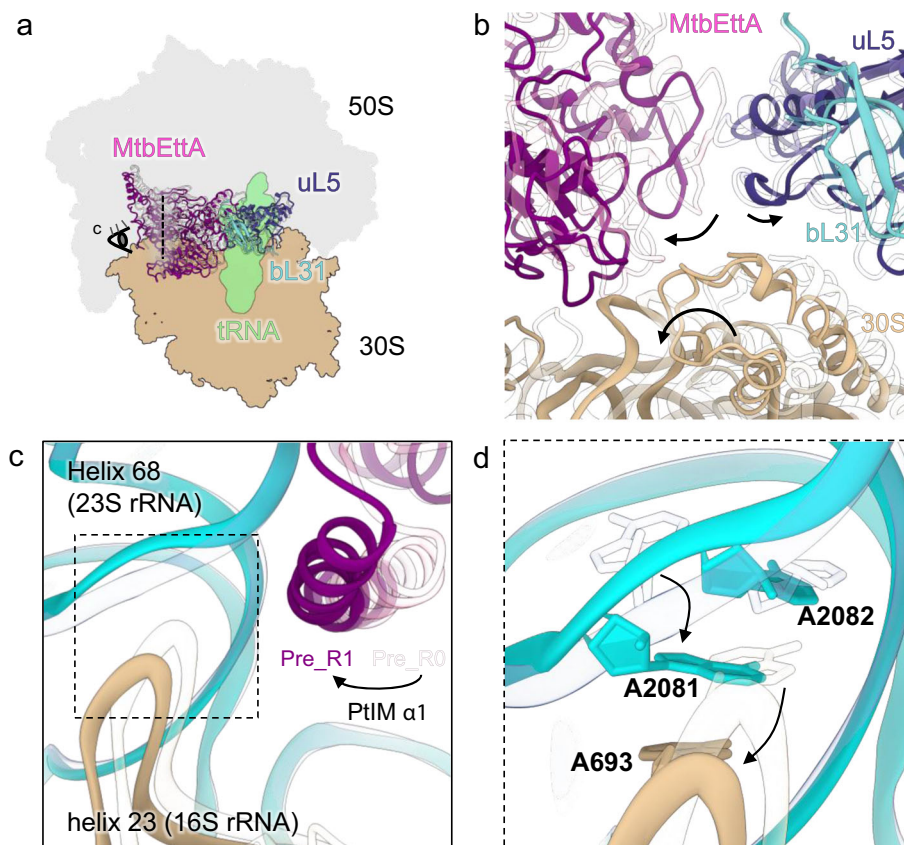 a
50S
MtbEttA
uL5
c
bL31
tRNA
30S
b
MtbEttA
uL5
bL31
30S
c
Helix 68
(23S rRNA)
Pre_R1 Pre_R0
PtIM α1
helix 23 (16S rRNA)
d
A2082
A2081
A693